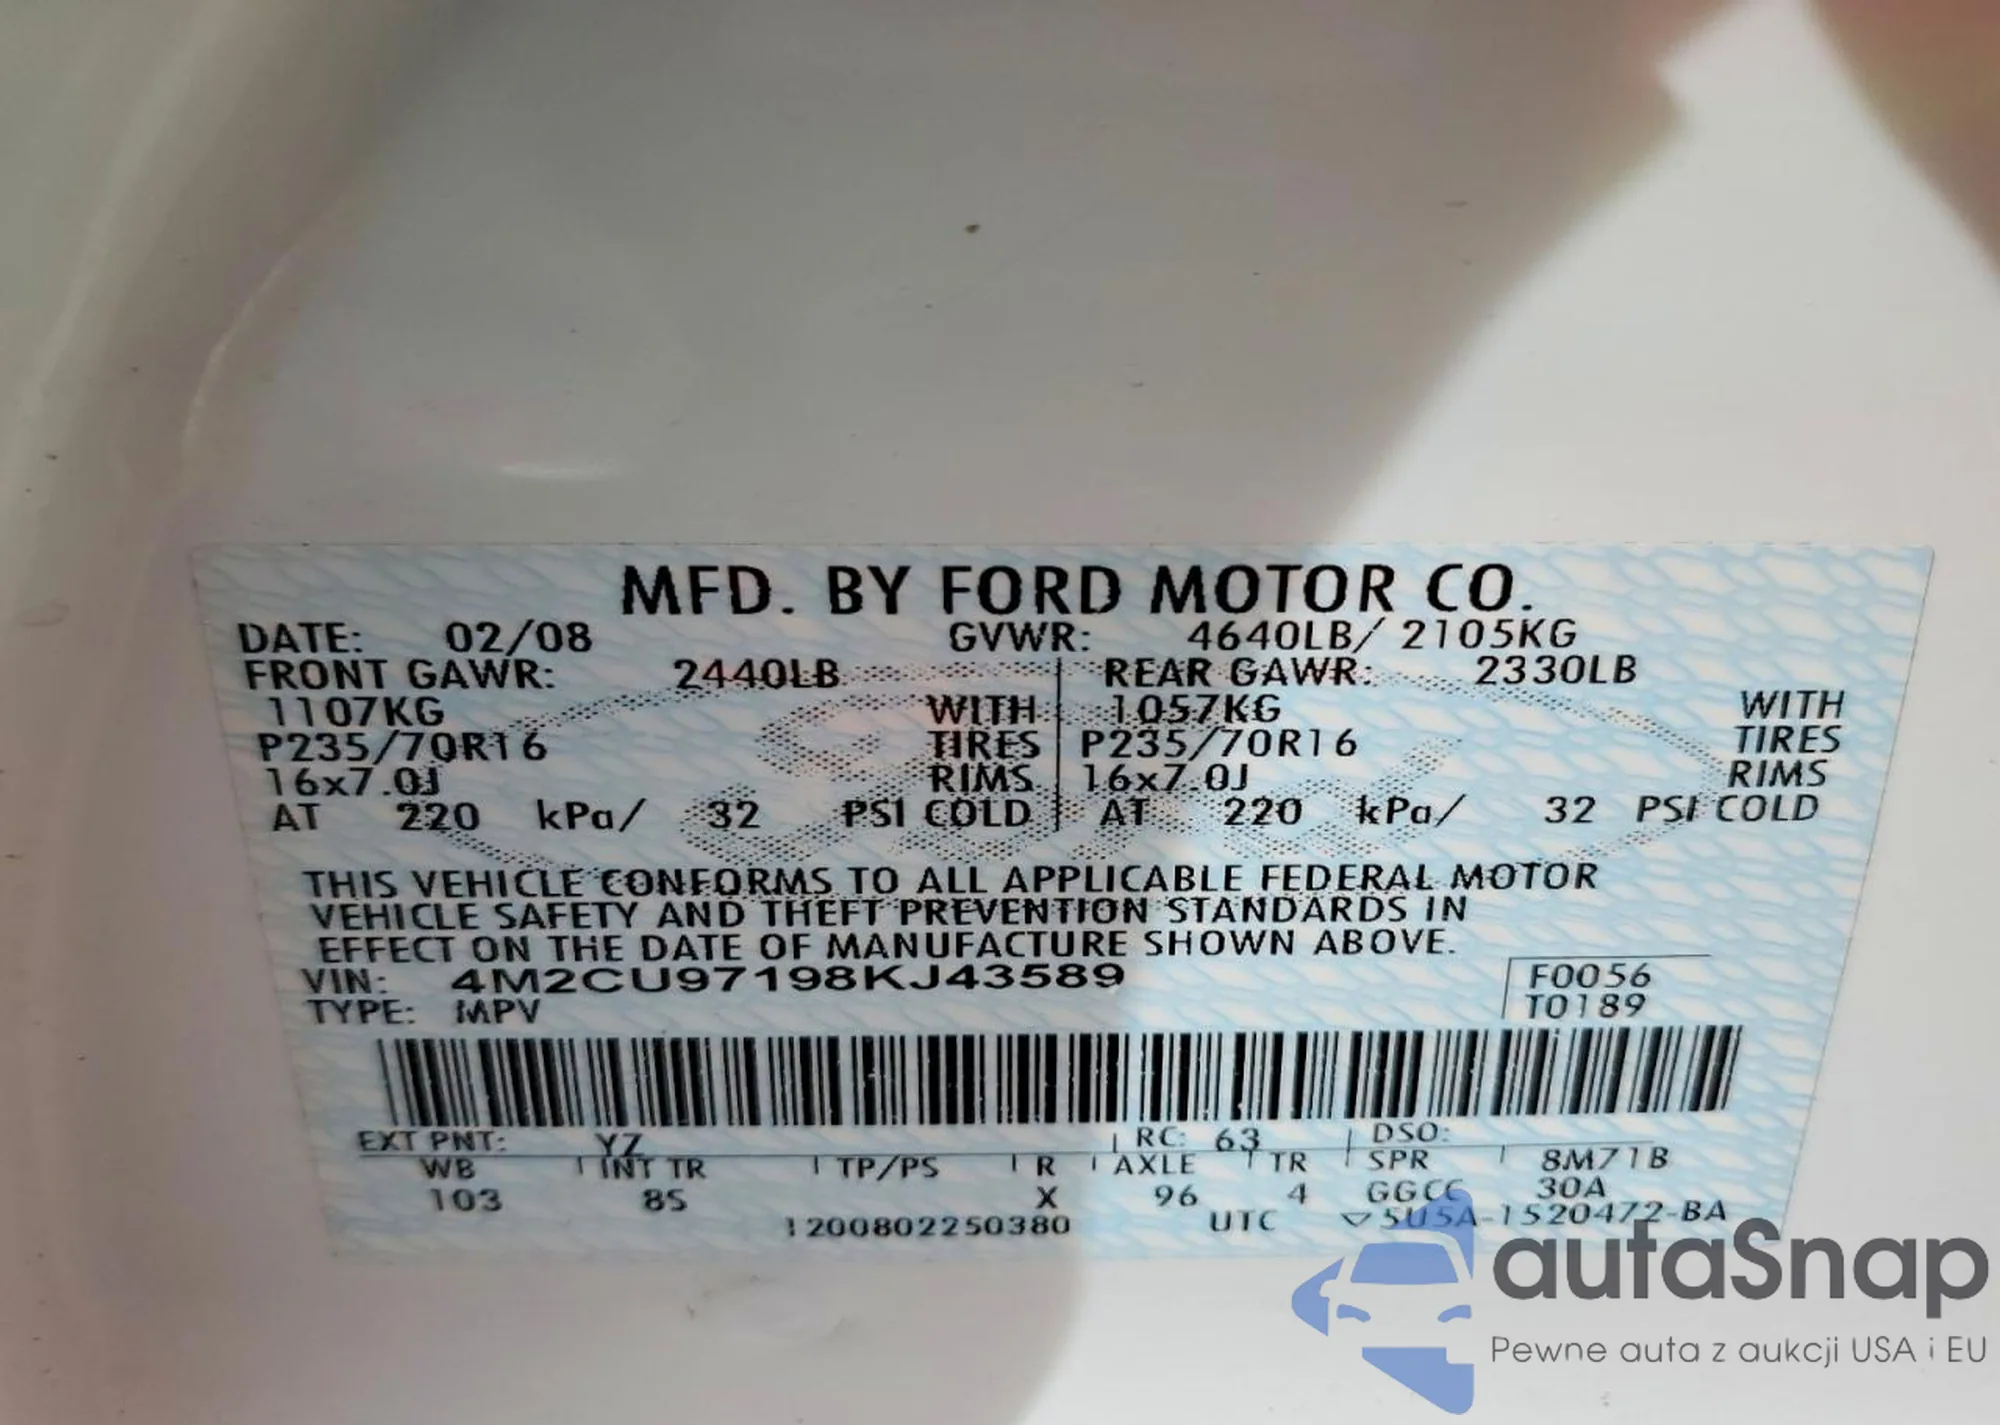 MFD. BY FORD MOTOR CO.
DATE: 02/08 GVWR: 4640LB/ 2105KG
FRONT GAWR: 2440LB REAR GAWR: 2330LB
1107KG WITH 1057KG WITH
P235/70R16 TIRES P235/70R16 TIRES
16x7.0J RIMS 16x7.0J RIMS
AT 220 kPa/ 32 PSI COLD AT 220 kPa/ 32 PSI COLD
THIS VEHICLE CONFORMS TO ALL APPLICABLE FEDERAL MOTOR
VEHICLE SAFETY AND THEFT PREVENTION STANDARDS IN
EFFECT ON THE DATE OF MANUFACTURE SHOWN ABOVE.
VIN: 4M2CU97198KJ43589 F0056
TYPE: MPV T0189
EXT PNT: YZ RC: 63 DSO:
WB INT TR TP/PS R AXLE TR SPR 8M71B
103 8S X 96 4 GGCC 30A
1200802250380 UTC ▽5U5A-1520472-BA
autaSnap
Pewne auta z aukcji USA i EU